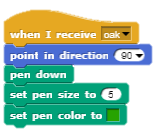 when I receive oak
point in direction 90
pen down
set pen size to 5
set pen color to